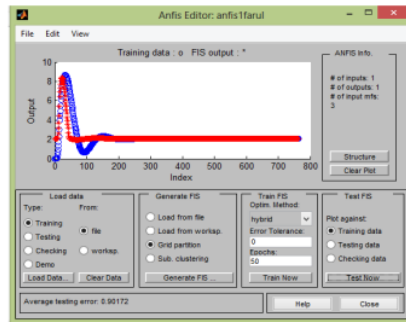 Anfis Editor: anfis1farul
File Edit View
Training data : o FIS output : *
10
8
6
4
2
0
Output
0 100 200 300 400 500 600 700 800
Index
ANFIS Info.
# of inputs: 1
# of outputs: 1
# of input mfs:
3
Structure
Clear Plot
Load data
Type: From:
Training
Testing
Checking
Demo
file
worksp.
Load Data... Clear Data
Generate FIS
Load from file
Load from worksp.
Grid partition
Sub. clustering
Generate FIS ...
Train FIS
Optim. Method:
hybrid
Error Tolerance:
0
Epochs:
50
Train Now
Test FIS
Plot against:
Training data
Testing data
Checking data
Test Now
Average testing error: 0.90172
Help Close